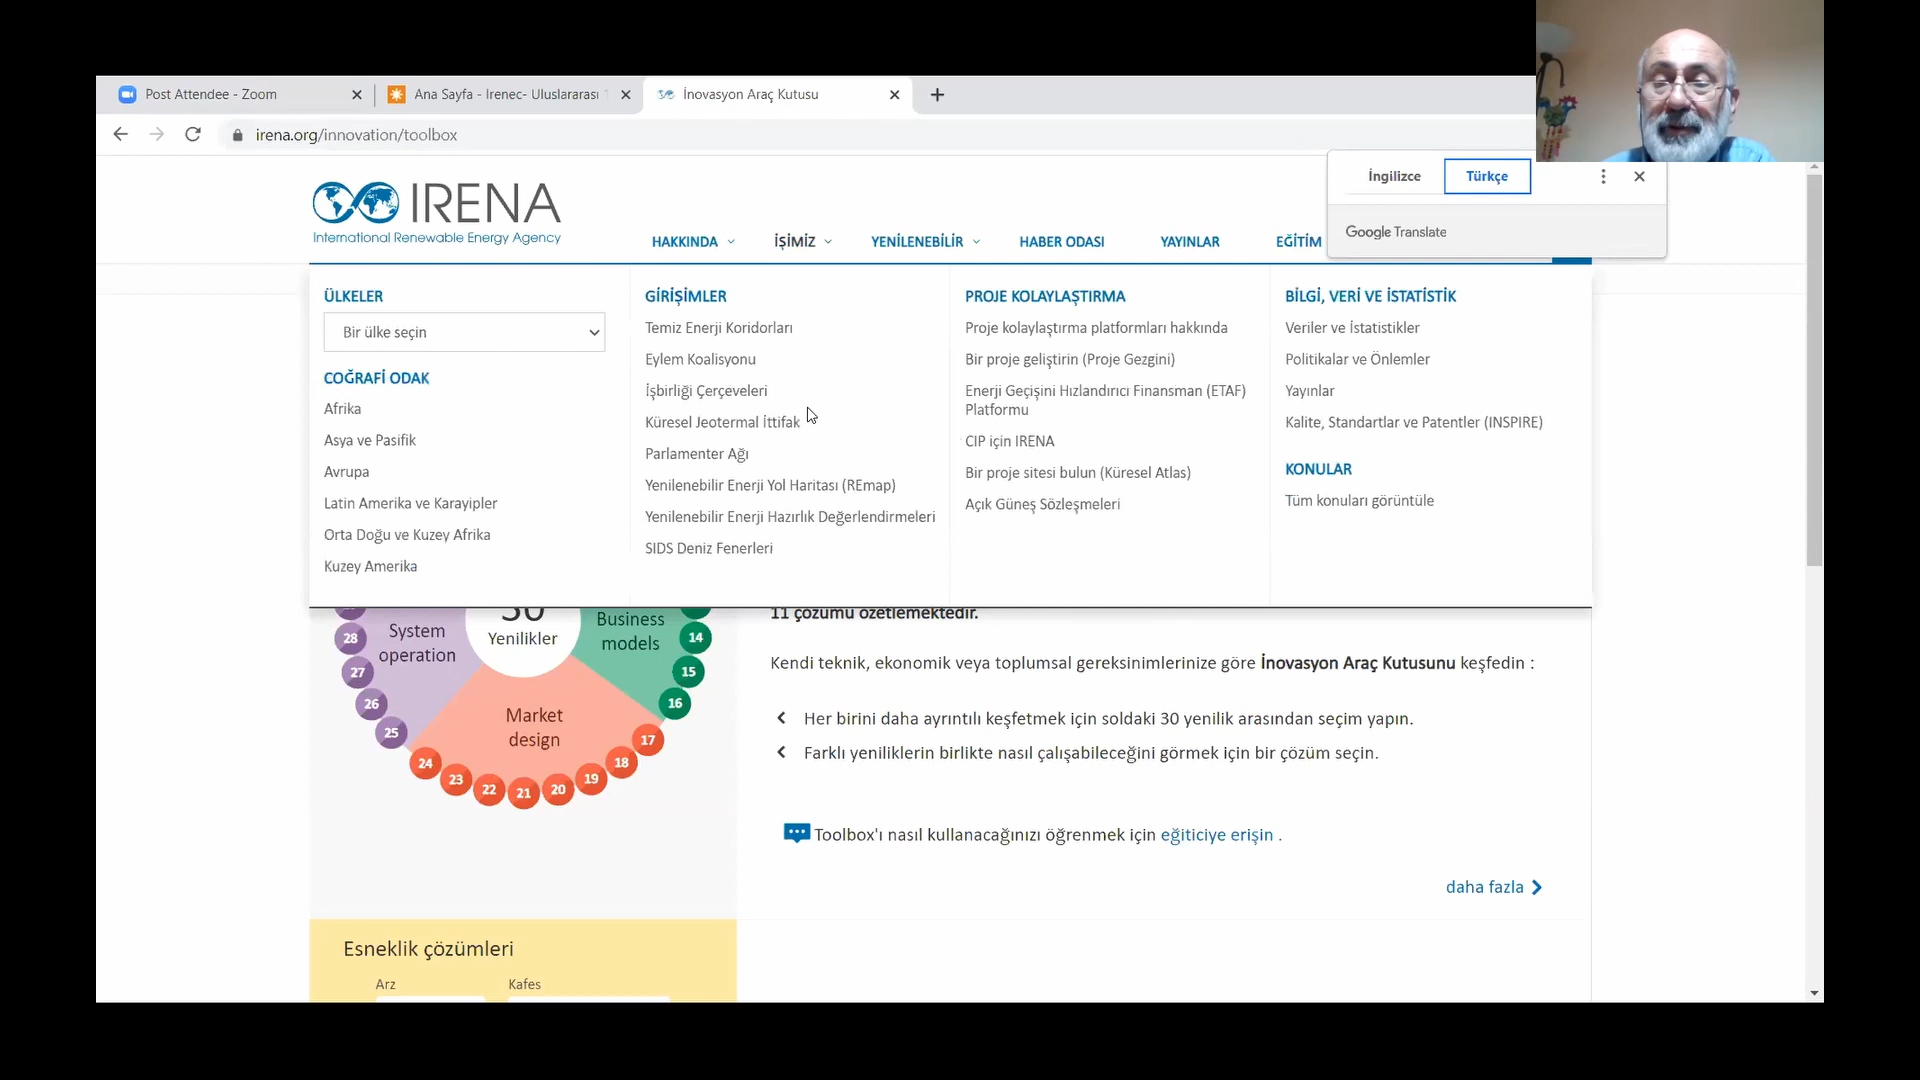 Post Attendee - Zoom
Ana Sayfa - Irenec- Uluslararası
İnovasyon Araç Kutusu
irena.org/innovation/toolbox
İngilizce
Türkçe
Google Translate
IRENA
International Renewable Energy Agency
HAKKINDA
İŞİMİZ
YENİLENEBİLİR
HABER ODASI
YAYINLAR
EĞİTİM
ÜLKELER
Bir ülke seçin
COĞRAFİ ODAK
Afrika
Asya ve Pasifik
Avrupa
Latin Amerika ve Karayipler
Orta Doğu ve Kuzey Afrika
Kuzey Amerika
GİRİŞİMLER
Temiz Enerji Koridorları
Eylem Koalisyonu
İşbirliği Çerçeveleri
Küresel Jeotermal İttifak
Parlamenter Ağı
Yenilenebilir Enerji Yol Haritası (REmap)
Yenilenebilir Enerji Hazırlık Değerlendirmeleri
SIDS Deniz Fenerleri
PROJE KOLAYLAŞTIRMA
Proje kolaylaştırma platformları hakkında
Bir proje geliştirin (Proje Gezgini)
Enerji Geçişini Hızlandırıcı Finansman (ETAF)
Platformu
CIP için IRENA
Bir proje sitesi bulun (Küresel Atlas)
Açık Güneş Sözleşmeleri
BİLGİ, VERİ VE İSTATİSTİK
Veriler ve İstatistikler
Politikalar ve Önlemler
Yayınlar
Kalite, Standartlar ve Patentler (INSPIRE)
KONULAR
Tüm konuları görüntüle
30
Yenilikler
System
operation
Business
models
Market
design
14
15
16
17
18
19
20
21
22
23
24
25
26
27
28
11 çözümü özetlemektedir.
Kendi teknik, ekonomik veya toplumsal gereksinimlerinize göre İnovasyon Araç Kutusunu keşfedin :
Her birini daha ayrıntılı keşfetmek için soldaki 30 yenilik arasından seçim yapın.
Farklı yeniliklerin birlikte nasıl çalışabileceğini görmek için bir çözüm seçin.
Toolbox'ı nasıl kullanacağınızı öğrenmek için eğiticiye erişin .
daha fazla
Esneklik çözümleri
Arz
Kafes